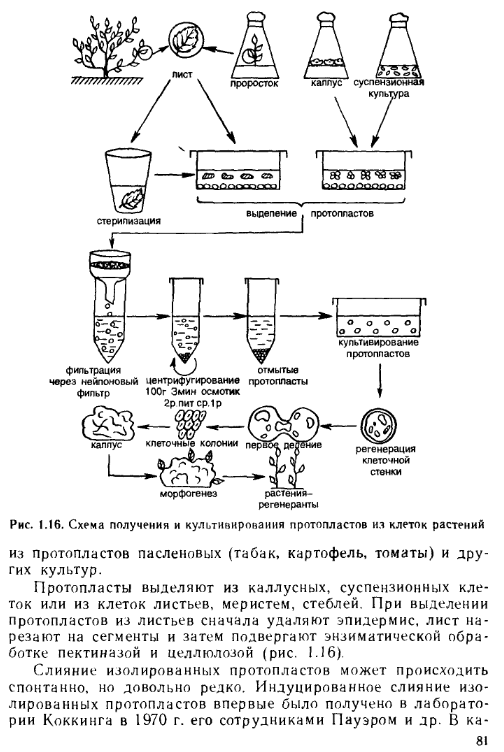 лист
проросток
каллус
суспензионная
культура
стерилизация
выделение протопластов
фильтрация
через нейпоновый
фильтр
центрифугирование
100г 3мин осмотик
2р.пит ср.1р
отмытые
протопласты
культивирование
протопластов
каллус
клеточные колонии
первое деление
регенерация
клеточной
стенки
морфогенез
растения-
регенеранты
Рис. 1.16. Схема получения и культивирования протопластов из клеток растений
из протопластов пасленовых (табак, картофель, томаты) и дру-
гих культур.
Протопласты выделяют из каллусных, суспензионных кле-
ток или из клеток листьев, меристем, стеблей. При выделении
протопластов из листьев сначала удаляют эпидермис, лист на-
резают на сегменты и затем подвергают энзиматической обра-
ботке пектиназой и целлюлозой (рис. 1.16).
Слияние изолированных протопластов может происходить
спонтанно, но довольно редко. Индуцированное слияние изо-
лированных протопластов впервые было получено в лаборато-
рии Коккинга в 1970 г. его сотрудниками Пауэром и др. В ка-
81